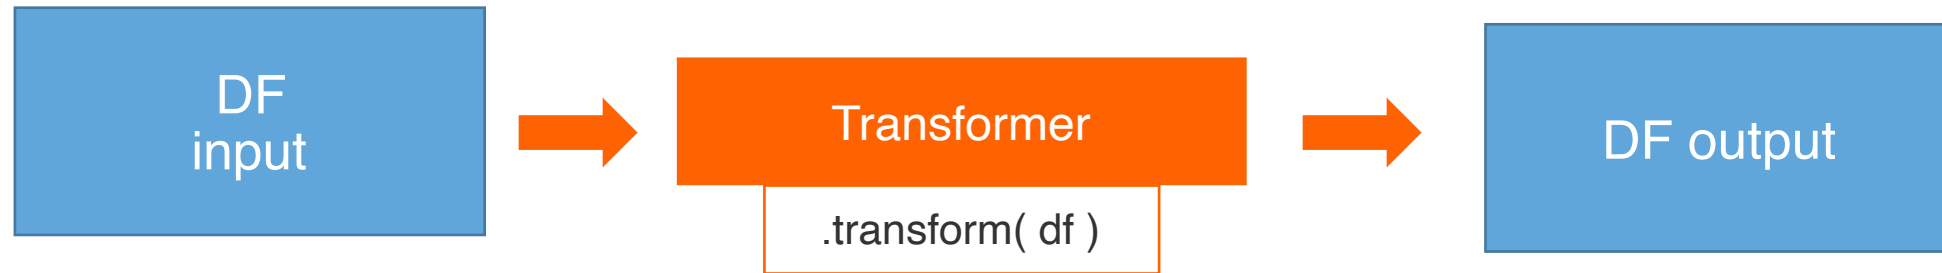 DF
input
Transformer
.transform( df )
DF output